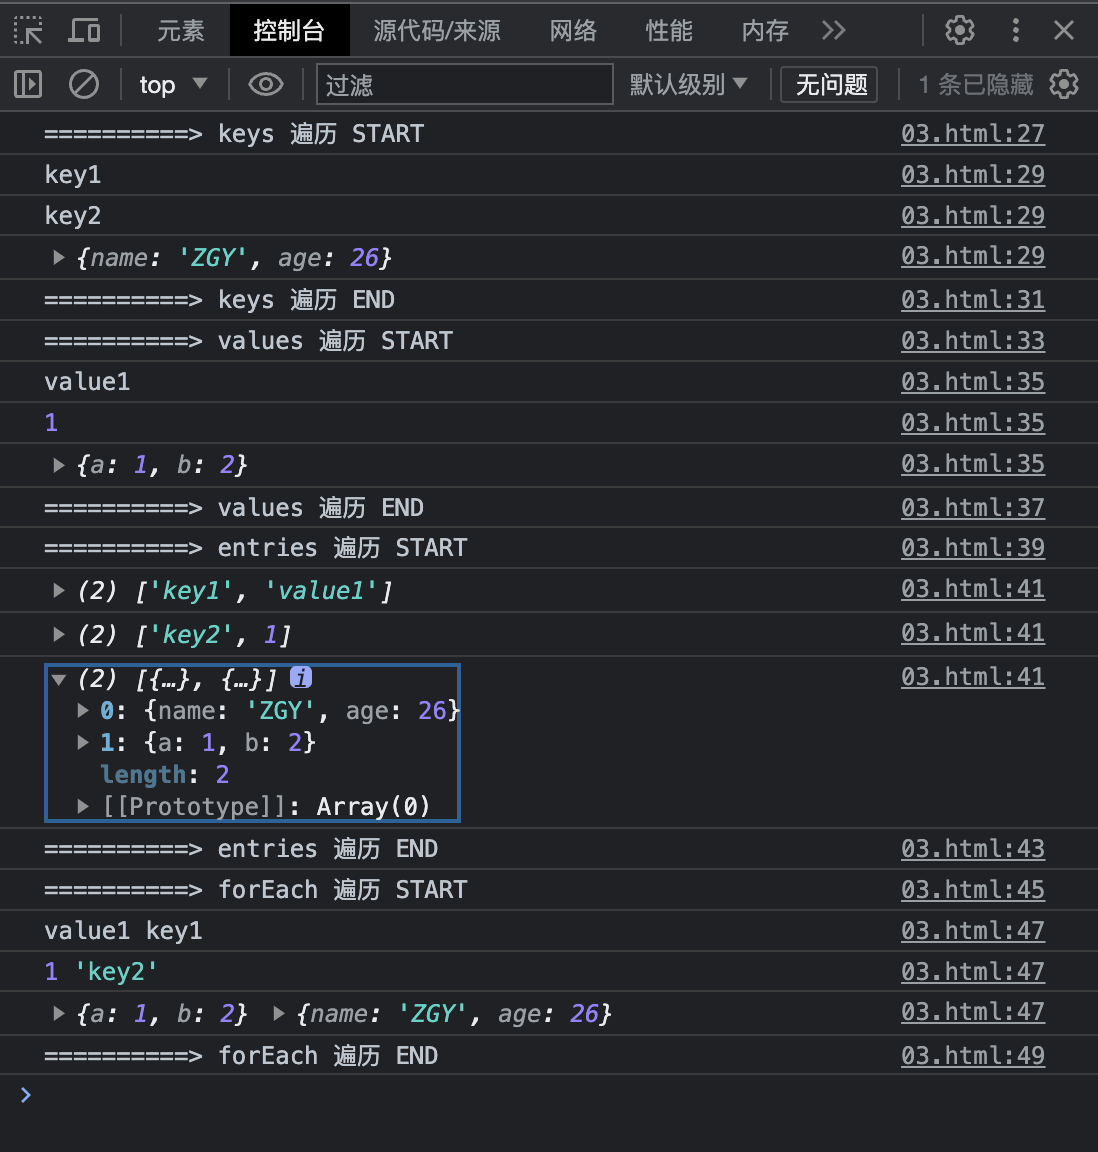 元素 控制台 源代码/来源 网络 性能 内存
top 过滤 默认级别 无问题 1 条已隐藏
==========> keys 遍历 START 03.html:27
key1 03.html:29
key2 03.html:29
{name: 'ZGY', age: 26} 03.html:29
==========> keys 遍历 END 03.html:31
==========> values 遍历 START 03.html:33
value1 03.html:35
1 03.html:35
{a: 1, b: 2} 03.html:35
==========> values 遍历 END 03.html:37
==========> entries 遍历 START 03.html:39
(2) ['key1', 'value1'] 03.html:41
(2) ['key2', 1] 03.html:41
(2) [{…}, {…}] i 03.html:41
0: {name: 'ZGY', age: 26}
1: {a: 1, b: 2}
length: 2
[[Prototype]]: Array(0)
==========> entries 遍历 END 03.html:43
==========> forEach 遍历 START 03.html:45
value1 key1 03.html:47
1 'key2' 03.html:47
{a: 1, b: 2} {name: 'ZGY', age: 26} 03.html:47
==========> forEach 遍历 END 03.html:49